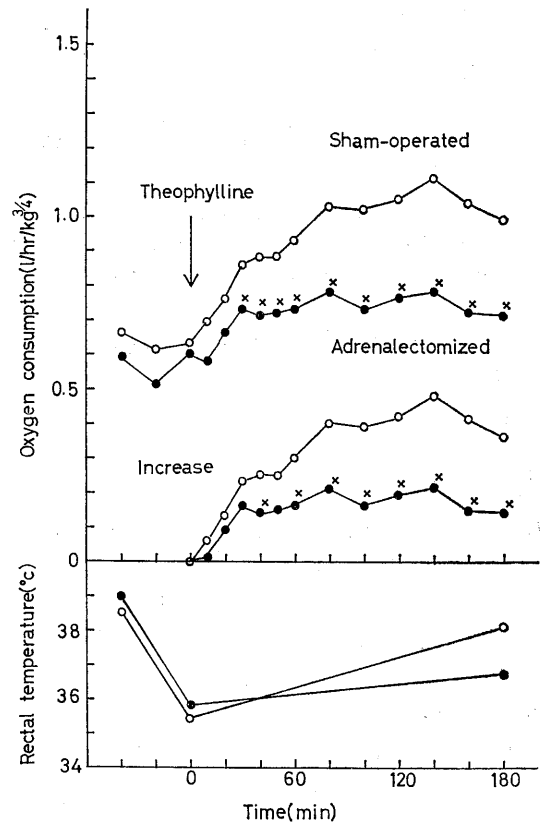 1.5
Sham-operated
Theophylline
1.0
Oxygen consumption(l/hr/kg¾)
× × × × × × × × × ×
Adrenalectomized
0.5
Increase
× × × × × × × × ×
0
Rectal temperature(°c)
38
36
34
0 60 120 180
Time(min)